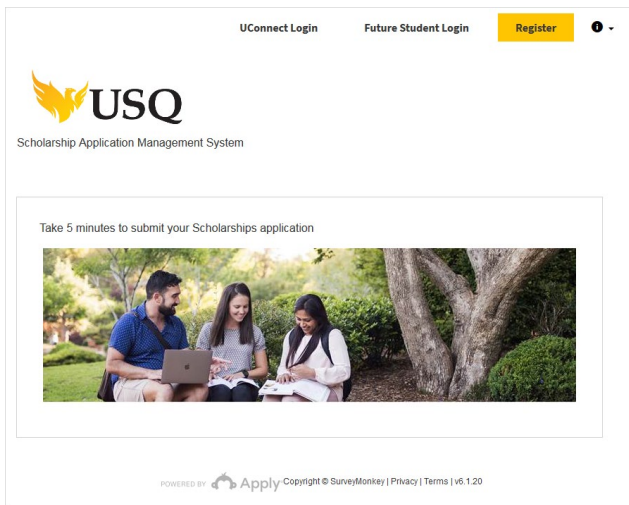 UConnect Login Future Student Login Register
USQ
Scholarship Application Management System
Take 5 minutes to submit your Scholarships application
POWERED BY Apply Copyright © SurveyMonkey | Privacy | Terms | v6.1.20